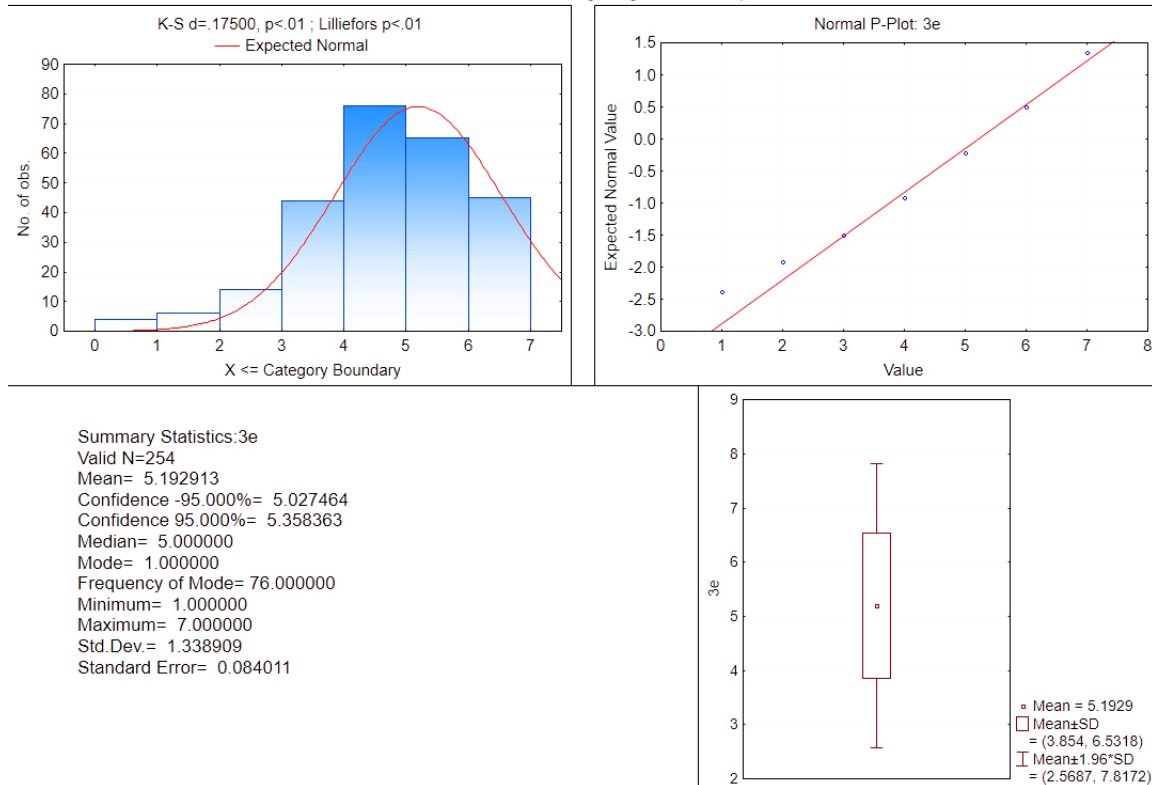 K-S d=.17500, p<.01 ; Lilliefors p<.01
Expected Normal
90
80
70
60
50
40
30
20
10
0
No. of obs.
0 1 2 3 4 5 6 7
X <= Category Boundary
Normal P-Plot: 3e
1.5
1.0
0.5
0.0
-0.5
-1.0
-1.5
-2.0
-2.5
-3.0
Expected Normal Value
0 1 2 3 4 5 6 7 8
Value
Summary Statistics:3e
Valid N=254
Mean= 5.192913
Confidence -95.000%= 5.027464
Confidence 95.000%= 5.358363
Median= 5.000000
Mode= 1.000000
Frequency of Mode= 76.000000
Minimum= 1.000000
Maximum= 7.000000
Std.Dev.= 1.338909
Standard Error= 0.084011
9
8
7
6
5
4
3
2
3e
Mean = 5.1929
Mean±SD
= (3.854, 6.5318)
Mean±1.96*SD
= (2.5687, 7.8172)